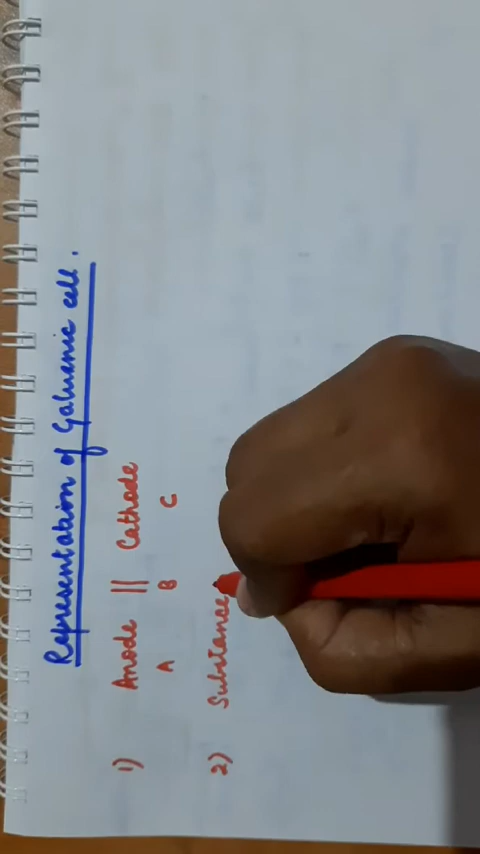 Representation of Galvanic cell.
1) Anode || Cathode
A B C
2) Substance